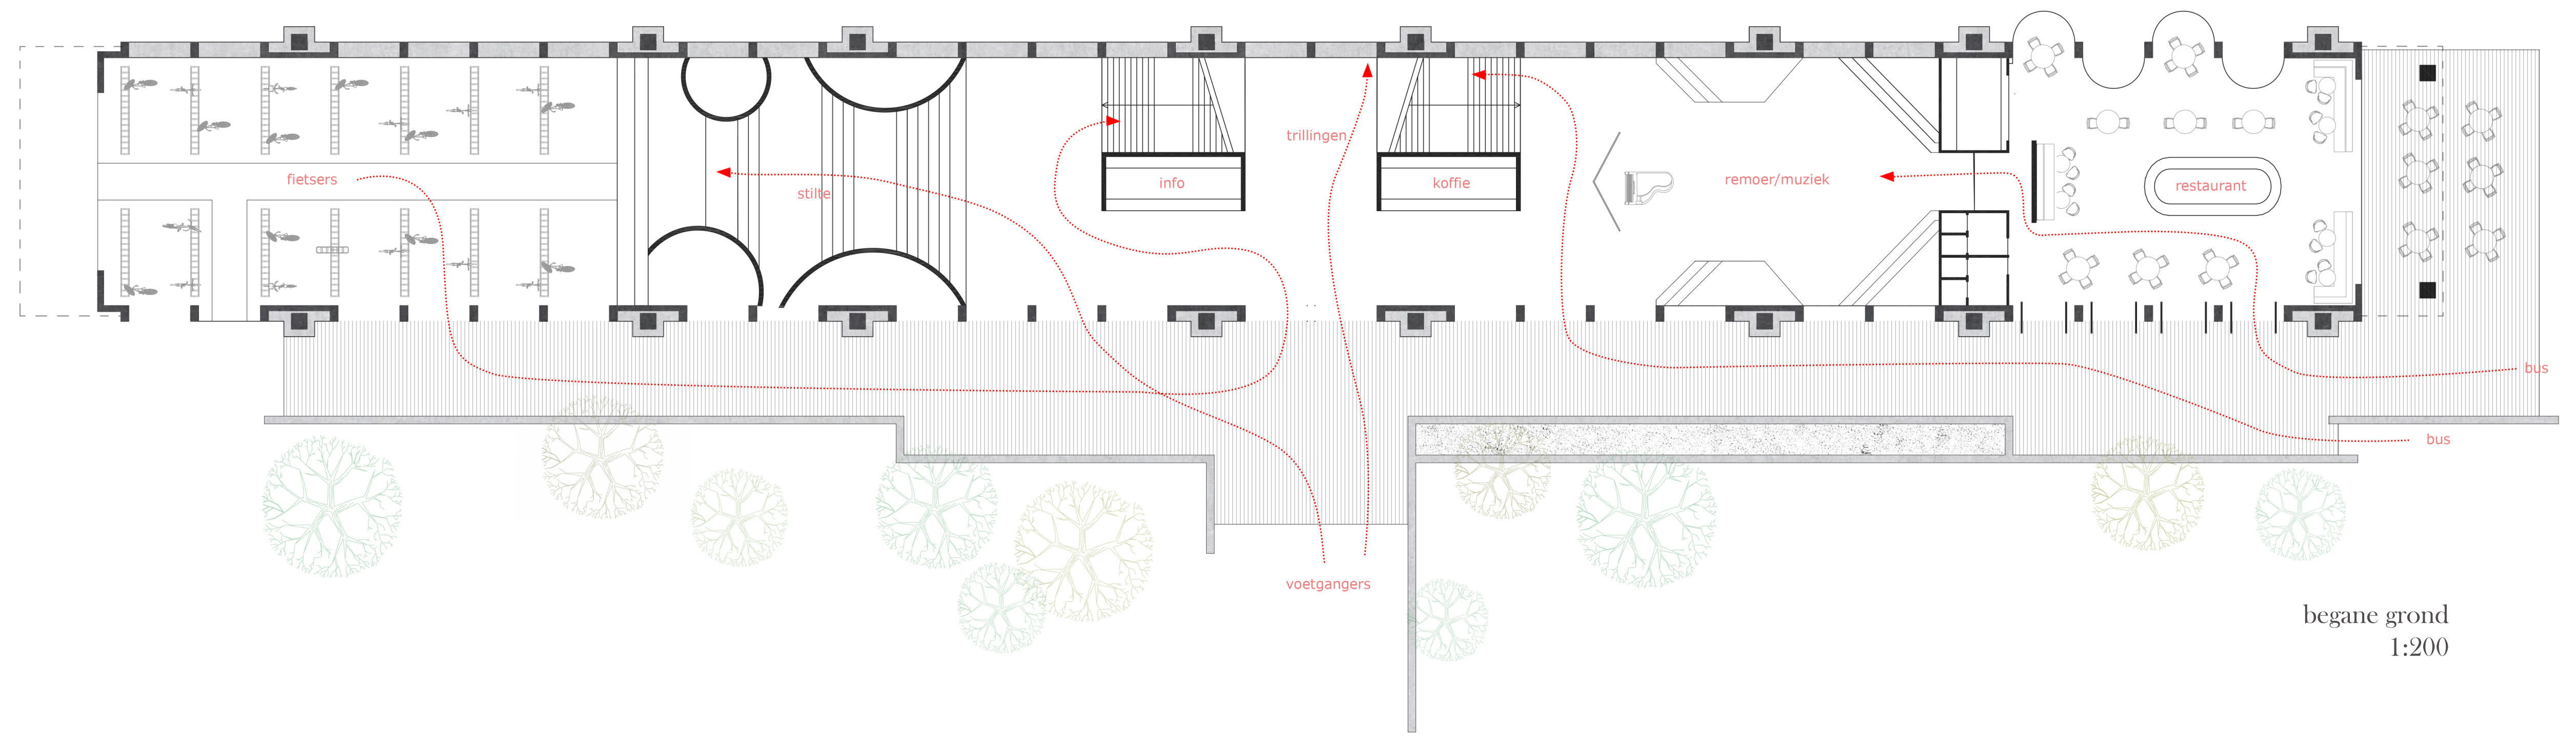 fietsers
stilte
info
trillingen
koffie
remoer/muziek
restaurant
bus
bus
voetgangers
begane grond
1:200